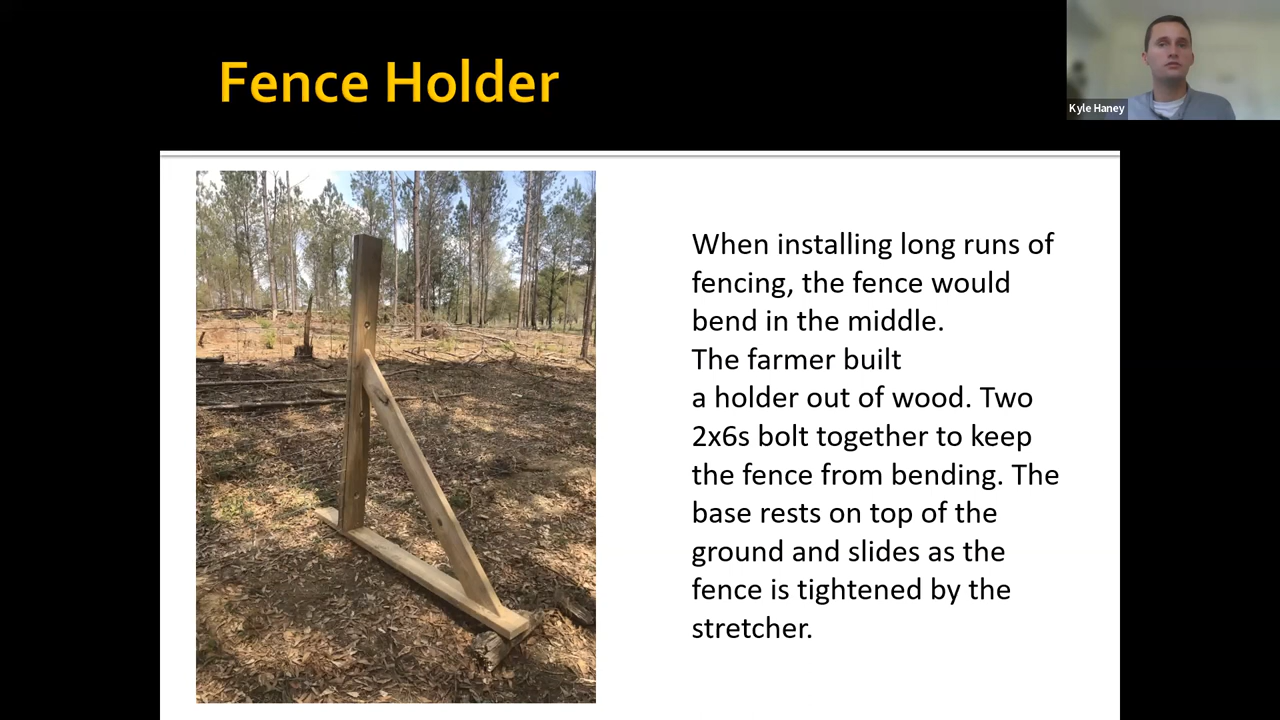 Fence Holder
Kyle Haney
When installing long runs of
fencing, the fence would
bend in the middle.
The farmer built
a holder out of wood. Two
2x6s bolt together to keep
the fence from bending. The
base rests on top of the
ground and slides as the
fence is tightened by the
stretcher.